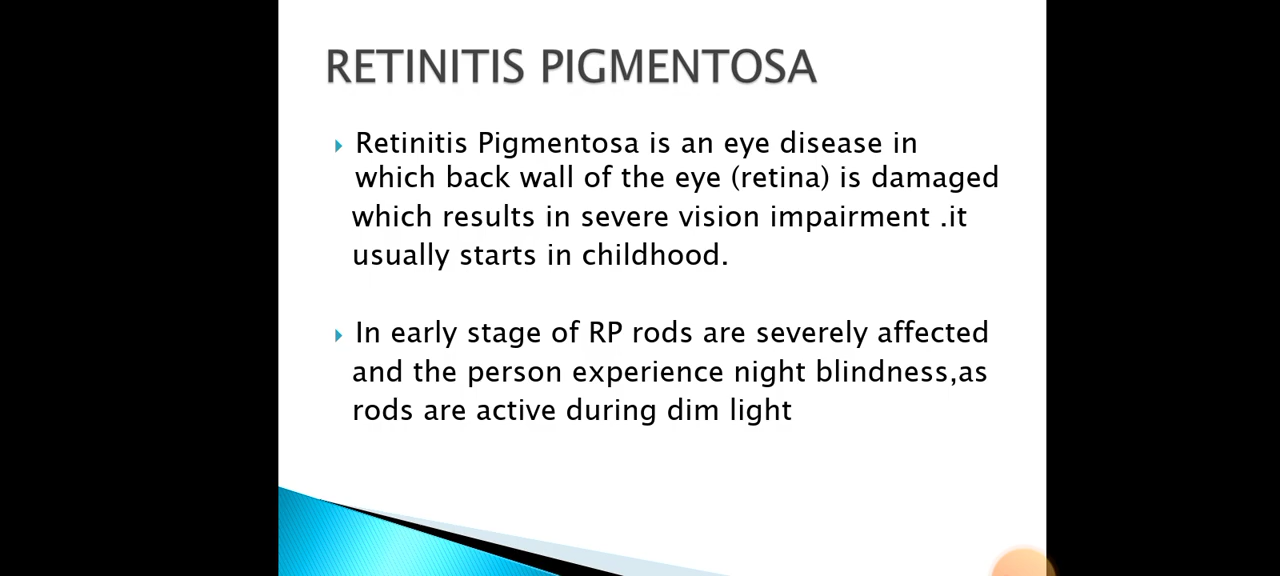 RETINITIS PIGMENTOSA
Retinitis Pigmentosa is an eye disease in
which back wall of the eye (retina) is damaged
which results in severe vision impairment .it
usually starts in childhood.
In early stage of RP rods are severely affected
and the person experience night blindness,as
rods are active during dim light